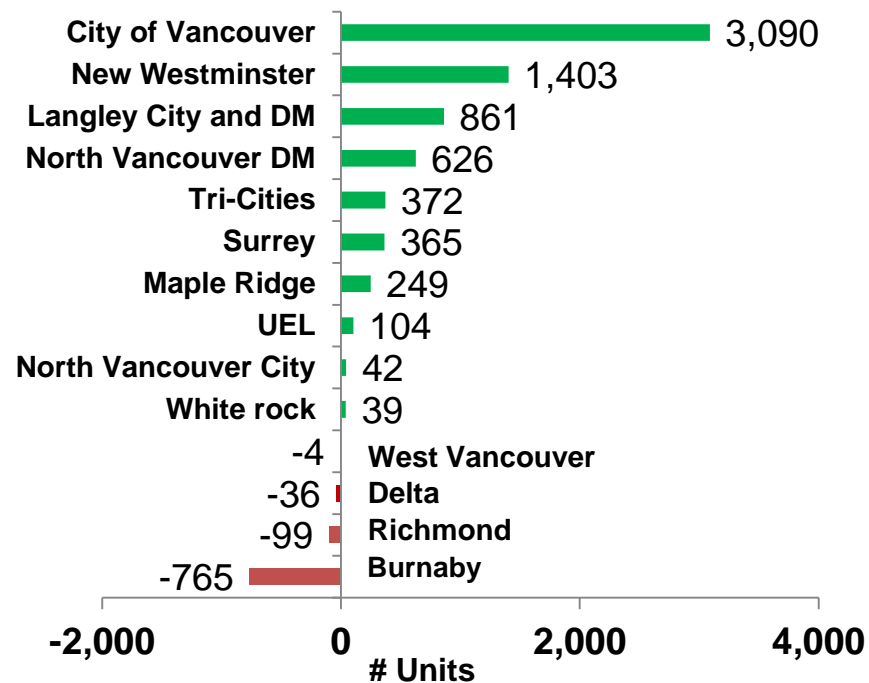 City of Vancouver 3,090
New Westminster 1,403
Langley City and DM 861
North Vancouver DM 626
Tri-Cities 372
Surrey 365
Maple Ridge 249
UEL 104
North Vancouver City 42
White rock 39
-4 West Vancouver
-36 Delta
-99 Richmond
-765 Burnaby
-2,000 0 2,000 4,000
# Units